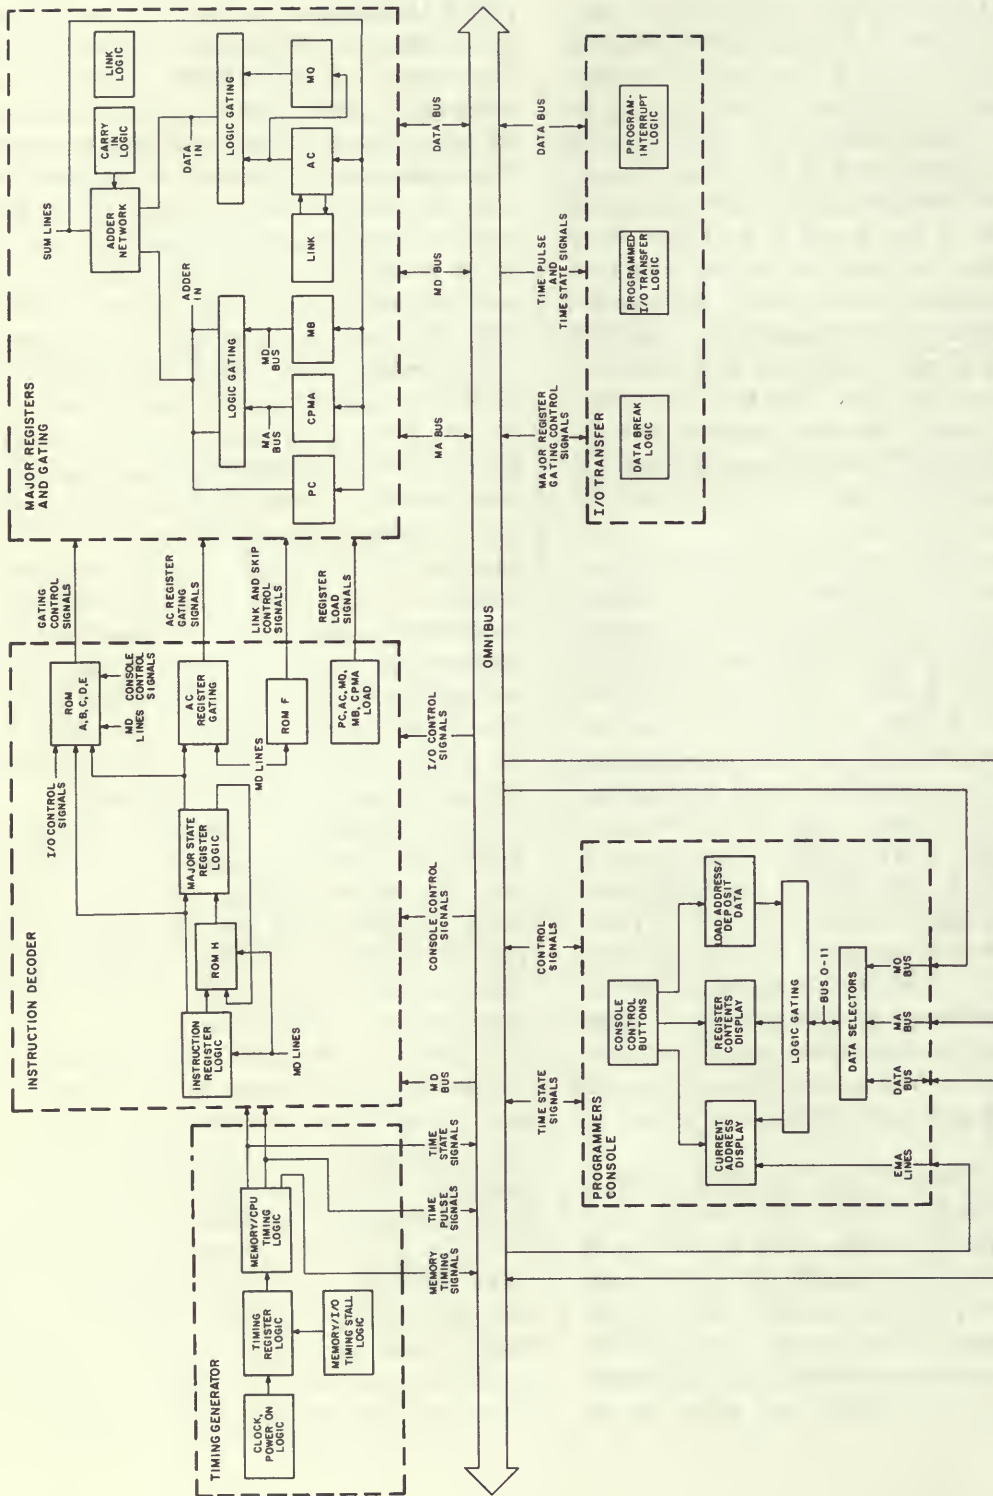 TIMING GENERATOR
CLOCK,
POWER ON
LOGIC
TIMING
REGISTER
LOGIC
MEMORY/I/O
TIMING STALL
LOGIC
MEMORY/CPU
TIMING
LOGIC
MEMORY
TIMING
SIGNALS
TIME
PULSE
SIGNALS
TIME
STATE
SIGNALS
INSTRUCTION DECODER
INSTRUCTION
REGISTER
LOGIC
ROM H
MAJOR STATE
REGISTER
LOGIC
MD LINES
I/O CONTROL
SIGNALS
ROM
A,B,C,D,E
MD
LINES
CONSOLE
CONTROL
SIGNALS
AC
REGISTER
GATING
MD LINES
ROM F
PC,AC,MQ,
MB, CPMA
LOAD
MD
BUS
CONSOLE CONTROL
SIGNALS
I/O CONTROL
SIGNALS
GATING
CONTROL
SIGNALS
AC REGISTER
GATING
SIGNALS
LINK AND SKIP
CONTROL
SIGNALS
REGISTER
LOAD
SIGNALS
MAJOR REGISTERS
AND GATING
SUM LINES
ADDER
NETWORK
CARRY
IN
LOGIC
LINK
LOGIC
ADDER
IN
DATA
IN
LOGIC GATING
LOGIC GATING
MA
BUS
MD
BUS
PC
CPMA
MB
LINK
AC
MQ
MA BUS
MD BUS
DATA BUS
OMNIBUS
PROGRAMMERS
CONSOLE
TIME STATE
SIGNALS
CONTROL
SIGNALS
CONSOLE
CONTROL
BUTTONS
CURRENT
ADDRESS
DISPLAY
REGISTER
CONTENTS
DISPLAY
LOAD ADDRESS/
DEPOSIT
DATA
LOGIC GATING
BUS 0-11
DATA SELECTORS
EMA
LINES
DATA
BUS
MA
BUS
MD
BUS
MAJOR REGISTER
GATING CONTROL
SIGNALS
TIME PULSE
AND
TIME STATE SIGNALS
DATA BUS
I/O TRANSFER
DATA BREAK
LOGIC
PROGRAMMED-
I/O TRANSFER
LOGIC
PROGRAM-
INTERRUPT
LOGIC